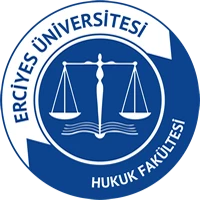 ERCİYES ÜNİVERSİTESİ
HUKUK FAKÜLTESİ